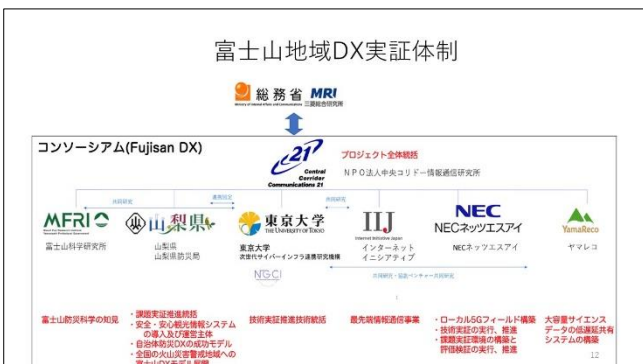 富士山地域DX実証体制
総務省 MRI
Ministry of Internal Affairs and Communications 三菱総合研究所
コンソーシアム(Fujisan DX)
21
Central
Corridor
Communications 21
プロジェクト全体統括
NPO法人中央コリドー情報通信研究所
共同研究
連携協定
共同研究
MFRI
山梨県
東京大学
THE UNIVERSITY OF TOKYO
IIJ
Internet Initiative Japan
NEC
NECネッツエスアイ
YamaReco
富士山科学研究所
山梨県
山梨県防災局
東京大学
次世代サイバーインフラ連携研究機構
NGCI
インターネット
イニシアティブ
NECネッツエスアイ
ヤマレコ
富士山防災科学の知見
・課題実証推進統括
・安全・安心観光情報システム
の導入及び運営主体
・自治体防災DXの成功モデル
・全国の火山災害警戒地域への
富士山DXモデル展開
技術実証推進技術統括
最先端情報通信事業
・ローカル5Gフィールド構築
・技術実証の実行、推進
・課題実証環境の構築と
評価検証の実行、推進
大容量サイエンス
データの低遅延共有
システムの構築
12